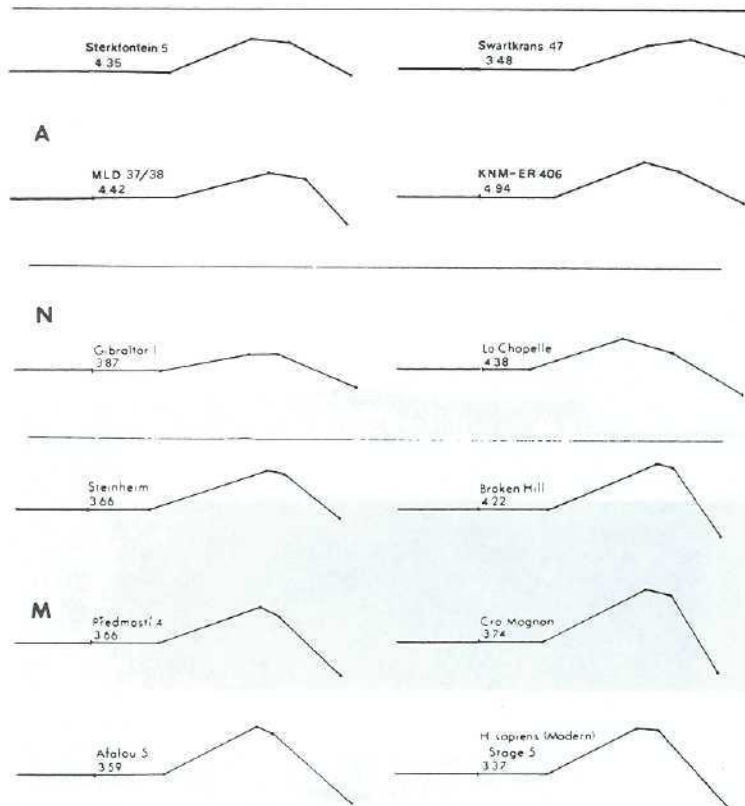 Sterkfontein 5
4.35
Swartkrans 47
3.48
A
MLD 37/38
4.42
KNM-ER 406
4.94
N
Gibraltar I
3.87
La Chapelle
4.38
Steinheim
3.66
Broken Hill
4.22
M
Předmostí 4
3.66
Cro Magnon
3.74
Afalou 5
3.59
H. sapiens (Modern)
Stage 5
3.37